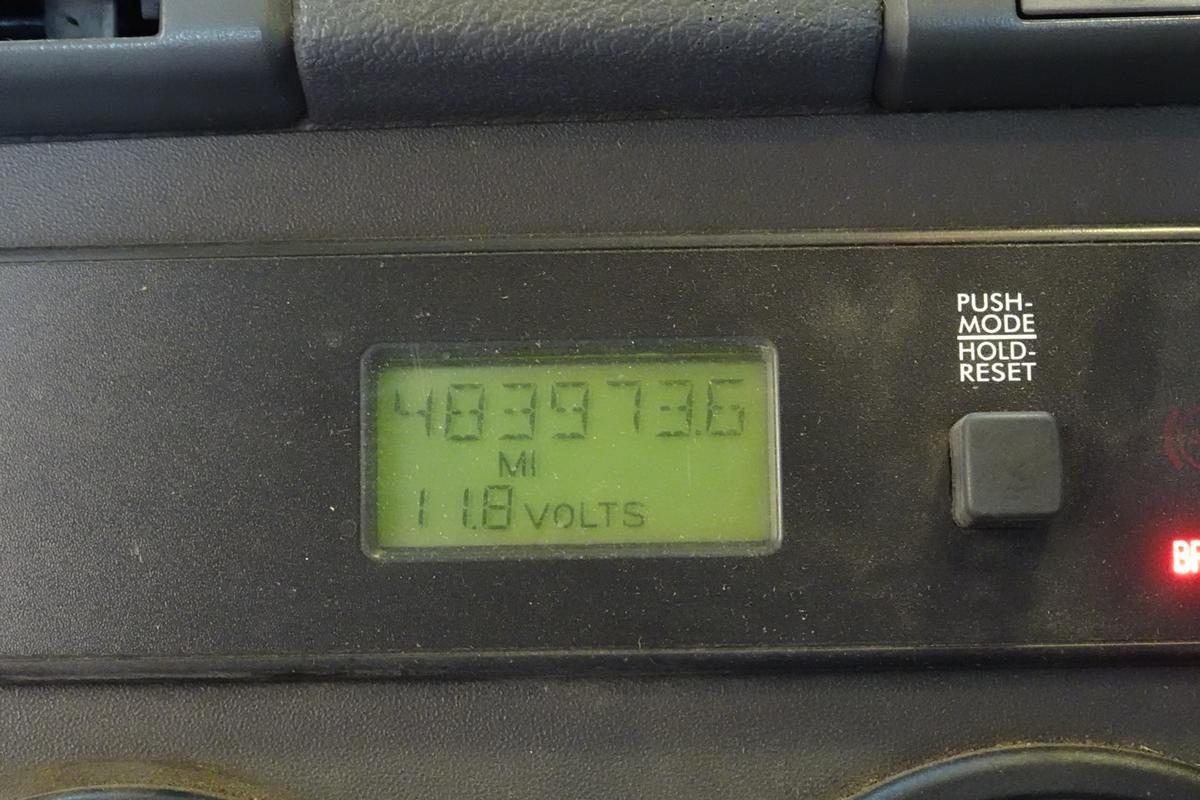 483973.6
MI
11.8 VOLTS
PUSH-
MODE
HOLD-
RESET